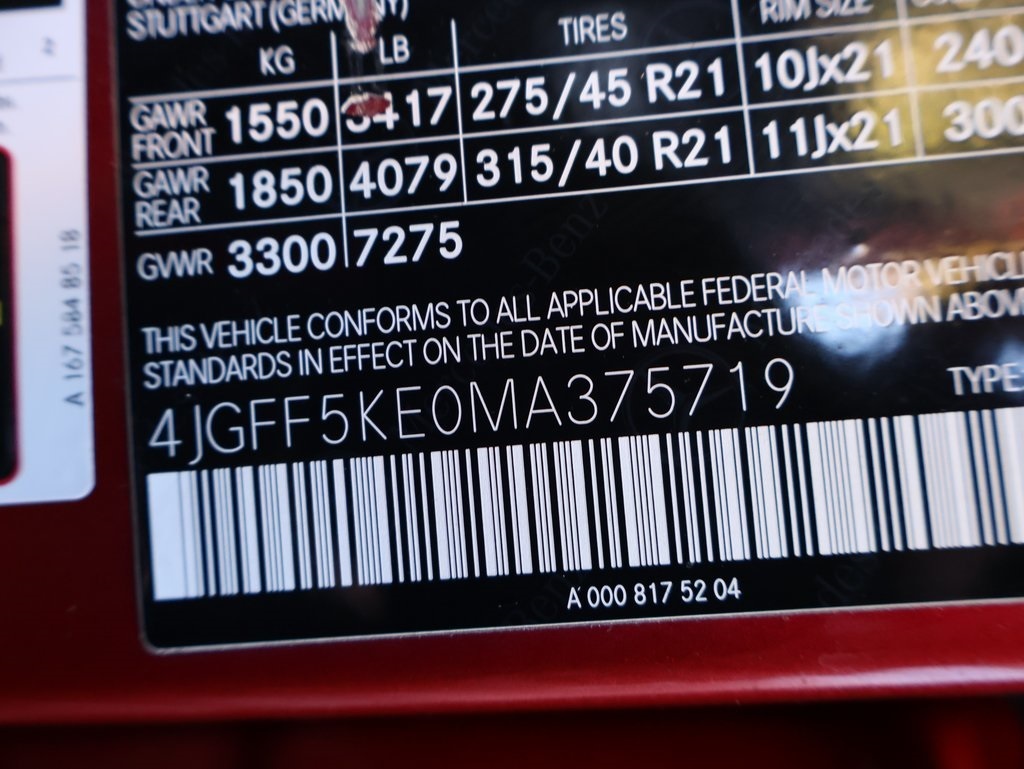 STUTTGART (GERMANY)
KG LB TIRES RIM SIZE
GAWR FRONT 1550 3417 275/45 R21 10Jx21 240
GAWR REAR 1850 4079 315/40 R21 11Jx21 300
GVWR 3300 7275
THIS VEHICLE CONFORMS TO ALL APPLICABLE FEDERAL MOTOR VEHICLE
STANDARDS IN EFFECT ON THE DATE OF MANUFACTURE SHOWN ABOV
4JGFF5KE0MA375719 TYPE:
A 000 817 52 04
A 167 584 85 18